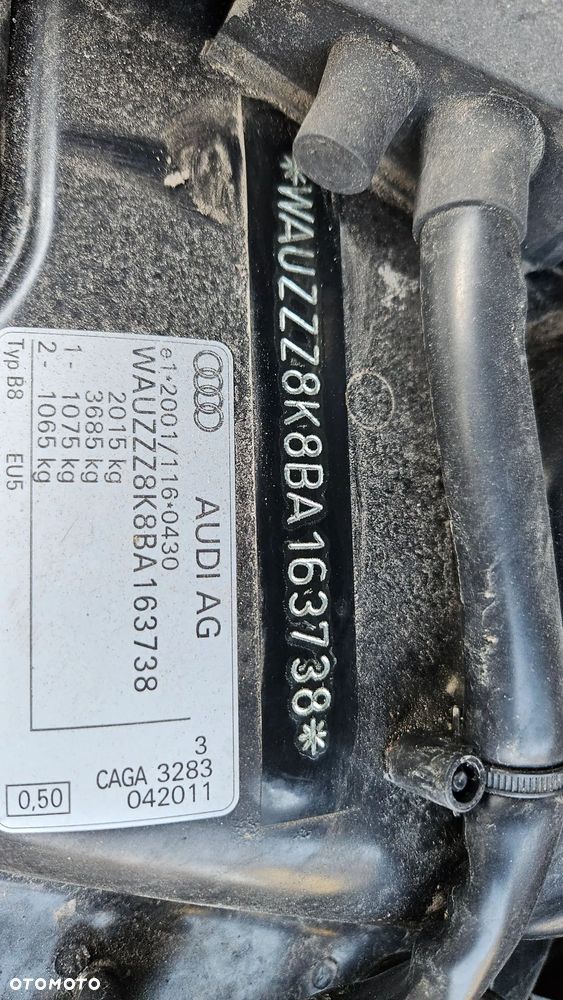 *WAUZZZ8K8BA163738*
AUDI AG
e1*2001/116*0430
WAUZZZ8K8BA163738
2015 kg
3685 kg
1 - 1075 kg
2 - 1065 kg
Typ B8 EU5
3
CAGA 3283
042011
0,50
OTOMOTO